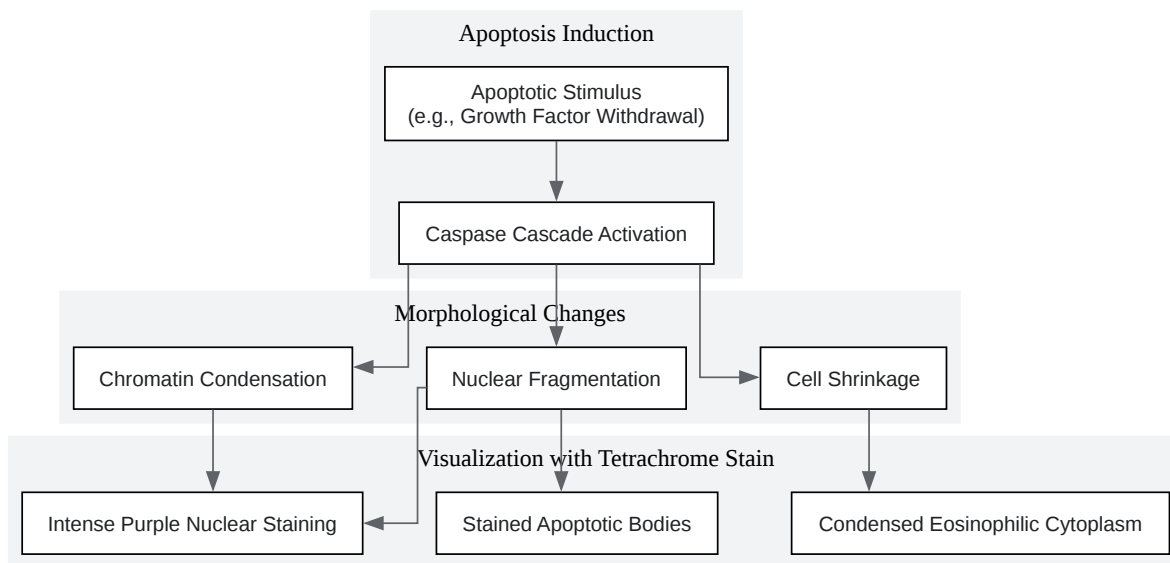 Apoptosis Induction
Apoptotic Stimulus
(e.g., Growth Factor Withdrawal)
Caspase Cascade Activation
Morphological Changes
Chromatin Condensation
Nuclear Fragmentation
Cell Shrinkage
Visualization with Tetrachrome Stain
Intense Purple Nuclear Staining
Stained Apoptotic Bodies
Condensed Eosinophilic Cytoplasm